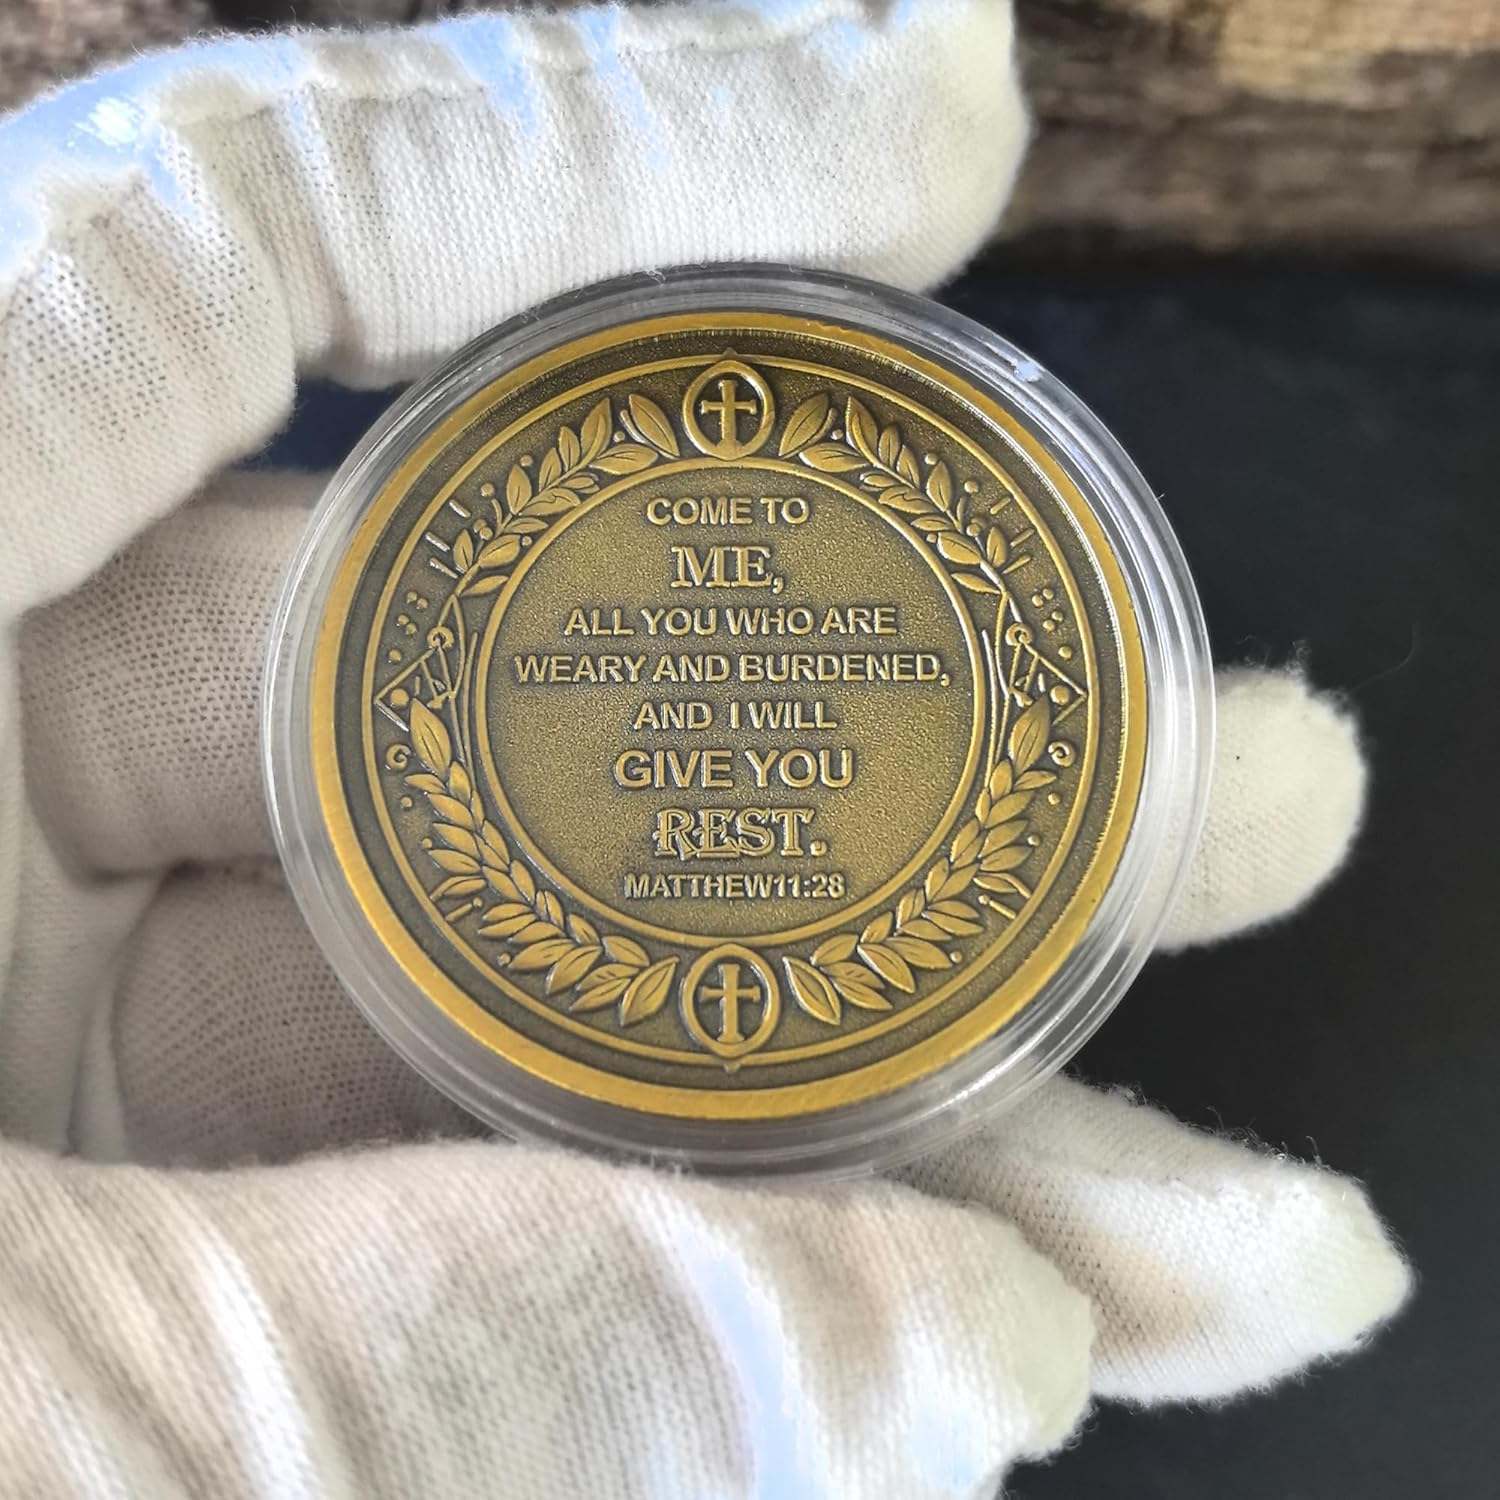 COME TO
ME,
ALL YOU WHO ARE
WEARY AND BURDENED,
AND I WILL
GIVE YOU
REST.
MATTHEW11:28